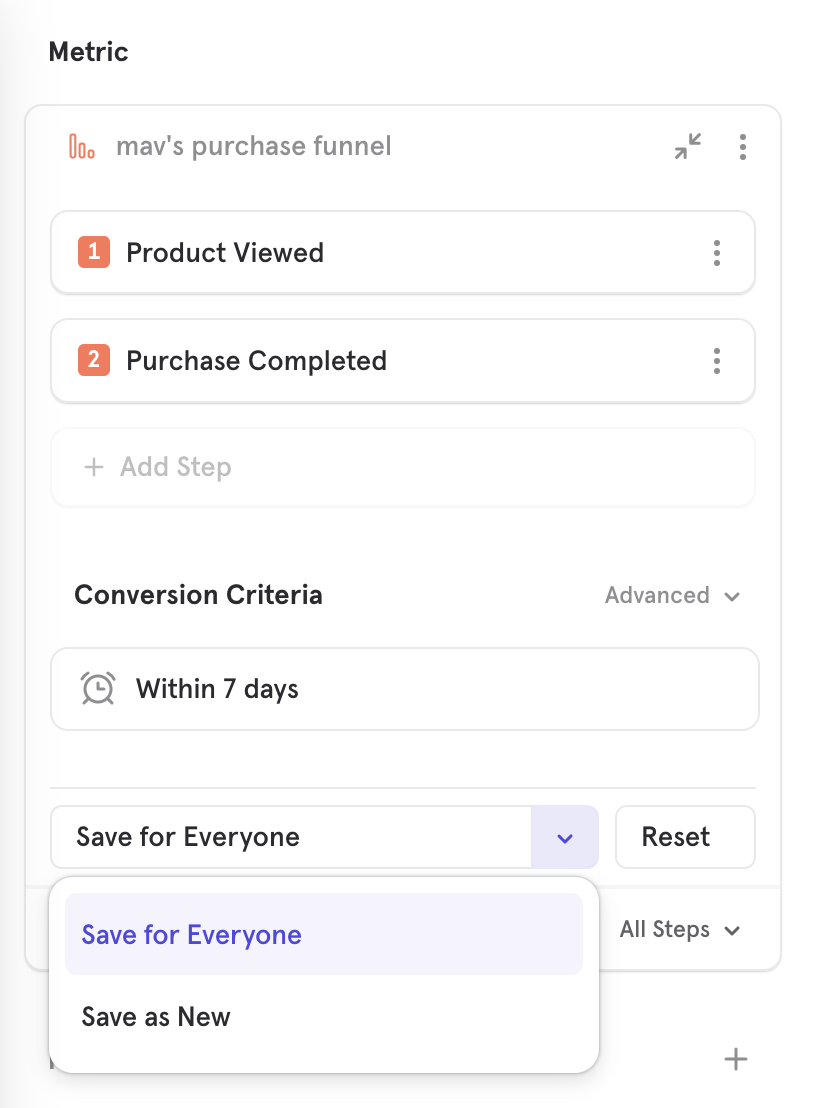 Metric
mav's purchase funnel
1 Product Viewed
2 Purchase Completed
+ Add Step
Conversion Criteria
Advanced
Within 7 days
Save for Everyone
Reset
Save for Everyone
All Steps
Save as New